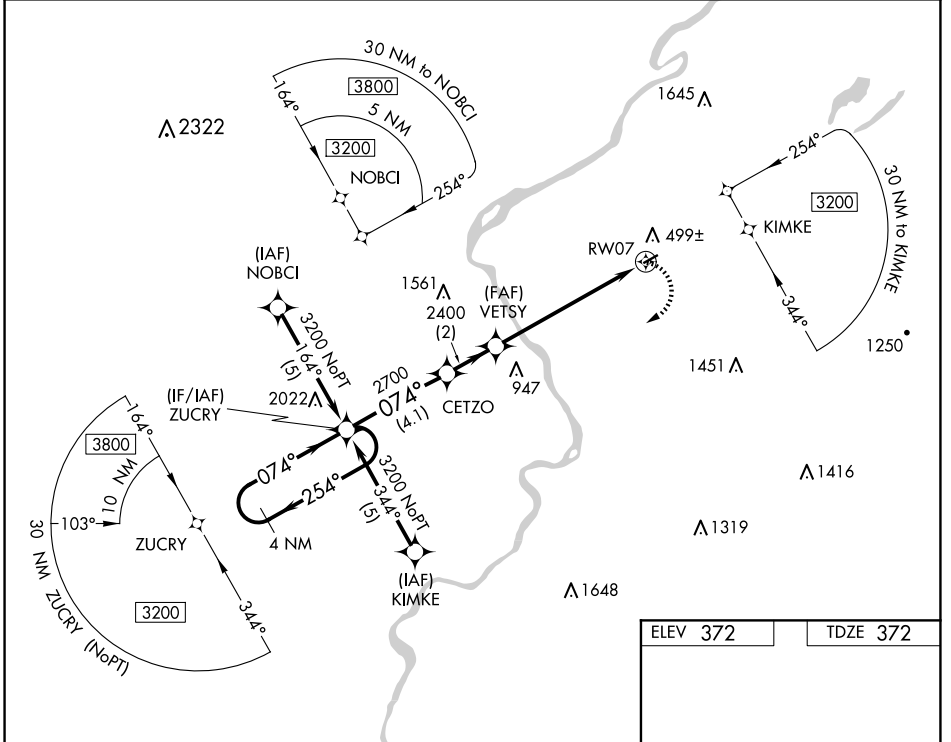 30 NM to NOBCI
3800
164°
5 NM
3200
NOBCI
254°
2322
1645
254°
30 NM to KIMKE
3200
KIMKE
344°
1250
RW07
499±
(IAF)
NOBCI
3200 NoPT
164°
(5)
1561
2400
(2)
(FAF)
VETSY
947
1451
2700
074°
(4.1)
CETZO
(IF/IAF)
ZUCRY
2022
074°
254°
4 NM
3200 NoPT
344°
(5)
(IAF)
KIMKE
164°
3800
10 NM
103°
ZUCRY
3200
344°
30 NM ZUCRY (NoPT)
1416
1319
1648
ELEV 372
TDZE 372